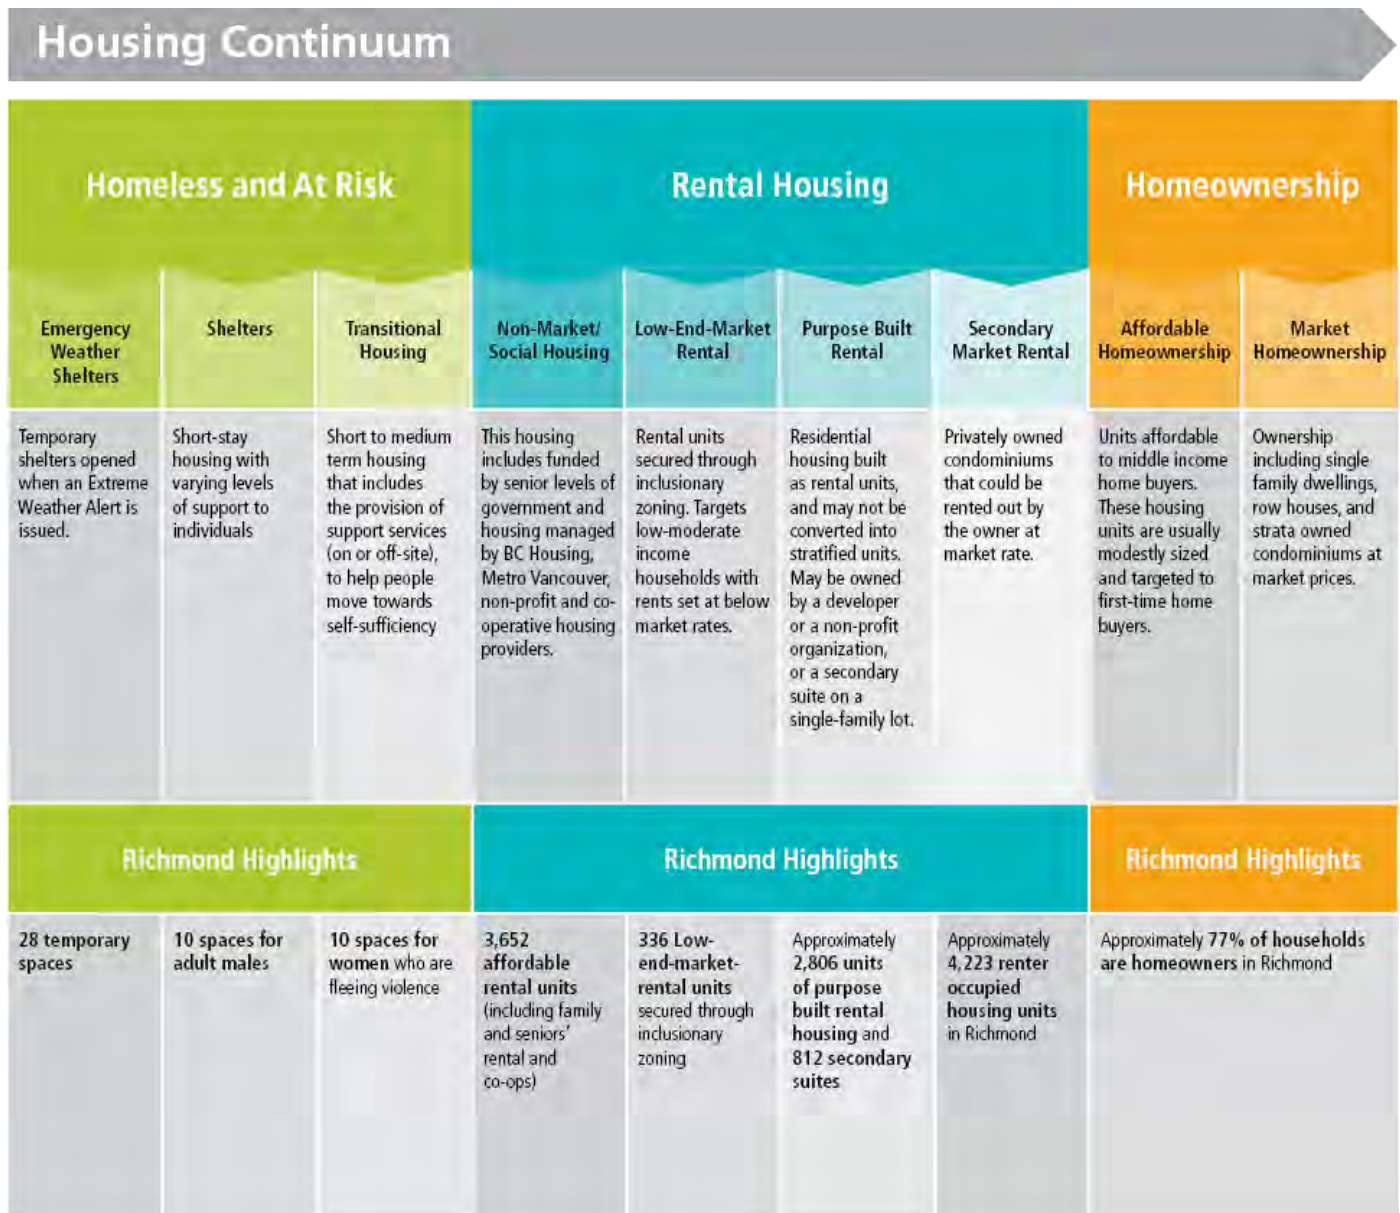 Housing Continuum
Homeless and At Risk
Rental Housing
Homeownership
Emergency
Weather
Shelters
Shelters
Transitional
Housing
Non-Market/
Social Housing
Low-End-Market
Rental
Purpose Built
Rental
Secondary
Market Rental
Affordable
Homeownership
Market
Homeownership
Temporary
shelters opened
when an Extreme
Weather Alert is
issued.
Short-stay
housing with
varying levels
of support to
individuals
Short to medium
term housing
that includes
the provision of
support services
(on or off-site),
to help people
move towards
self-sufficiency
This housing
includes funded
by senior levels of
government and
housing managed
by BC Housing,
Metro Vancouver,
non-profit and co-
operative housing
providers.
Rental units
secured through
inclusionary
zoning. Targets
low-moderate
income
households with
rents set at below
market rates.
Residential
housing built
as rental units,
and may not be
converted into
stratified units.
May be owned
by a developer
or a non-profit
organization,
or a secondary
suite on a
single-family lot.
Privately owned
condominiums
that could be
rented out by
the owner at
market rate.
Units affordable
to middle income
home buyers.
These housing
units are usually
modestly sized
and targeted to
first-time home
buyers.
Ownership
including single
family dwellings,
row houses, and
strata owned
condominiums at
market prices.
Richmond Highlights
Richmond Highlights
Richmond Highlights
28 temporary
spaces
10 spaces for
adult males
10 spaces for
women who are
fleeing violence
3,652
affordable
rental units
(including family
and seniors'
rental and
co-ops)
336 Low-
end-market-
rental units
secured through
inclusionary
zoning
Approximately
2,806 units
of purpose
built rental
housing and
812 secondary
suites
Approximately
4,223 renter
occupied
housing units
in Richmond
Approximately 77% of households
are homeowners in Richmond